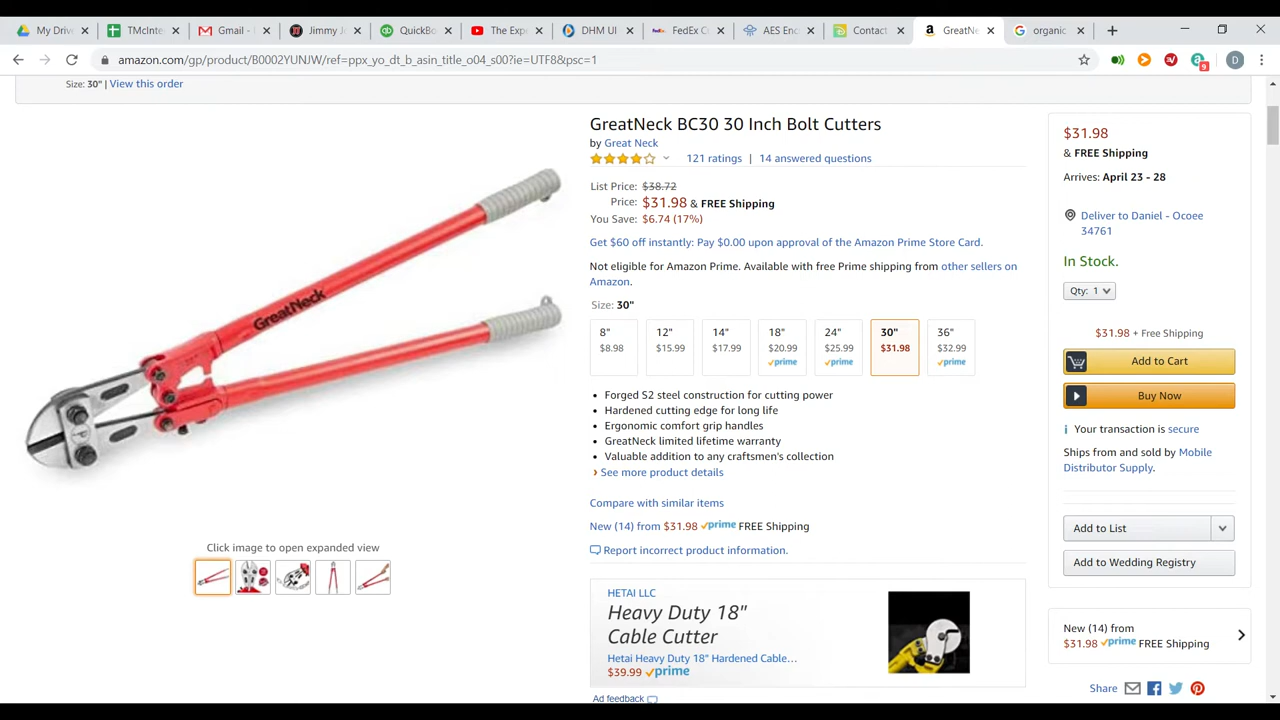 My Drive
TMcInte
Gmail -
Jimmy J
QuickBo
The Exp
DHM UI
FedEx C
AES Enc
Contact
GreatNe
organic
amazon.com/gp/product/B0002YUNJW/ref=ppx_yo_dt_b_asin_title_o04_s00?ie=UTF8&psc=1
D
9
Size: 30" | View this order
GreatNeck BC30 30 Inch Bolt Cutters
by Great Neck
121 ratings | 14 answered questions
List Price: $38.72
Price: $31.98 & FREE Shipping
You Save: $6.74 (17%)
Get $60 off instantly: Pay $0.00 upon approval of the Amazon Prime Store Card.
Not eligible for Amazon Prime. Available with free Prime shipping from other sellers on
Amazon.
Size: 30"
8" 12" 14" 18" 24" 30" 36"
$8.98 $15.99 $17.99 $20.99 $25.99 $31.98 $32.99
prime prime prime
• Forged S2 steel construction for cutting power
• Hardened cutting edge for long life
• Ergonomic comfort grip handles
• GreatNeck limited lifetime warranty
• Valuable addition to any craftsmen's collection
› See more product details
Compare with similar items
New (14) from $31.98 prime FREE Shipping
Report incorrect product information.
GreatNeck
Click image to open expanded view
HETAI LLC
Heavy Duty 18"
Cable Cutter
Hetai Heavy Duty 18" Hardened Cable…
$39.99 prime
Ad feedback
$31.98
& FREE Shipping
Arrives: April 23 - 28
Deliver to Daniel - Ocoee
34761
In Stock.
Qty: 1
$31.98 + Free Shipping
Add to Cart
Buy Now
Your transaction is secure
Ships from and sold by Mobile
Distributor Supply.
Add to List
Add to Wedding Registry
New (14) from
$31.98 prime FREE Shipping
Share